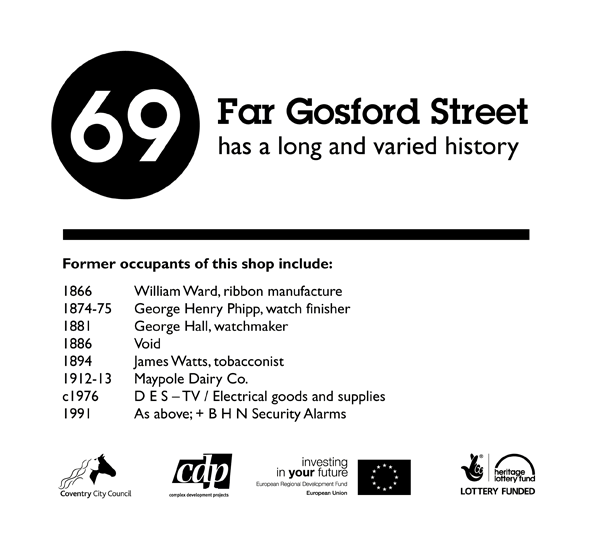 69
Far Gosford Street
has a long and varied history
Former occupants of this shop include:
1866 William Ward, ribbon manufacture
1874-75 George Henry Phipp, watch finisher
1881 George Hall, watchmaker
1886 Void
1894 James Watts, tobacconist
1912-13 Maypole Dairy Co.
c1976 D E S – TV / Electrical goods and supplies
1991 As above; + B H N Security Alarms
Coventry City Council
cdp
complex development projects
investing
in your future
European Regional Development Fund
European Union
heritage
lottery fund
LOTTERY FUNDED